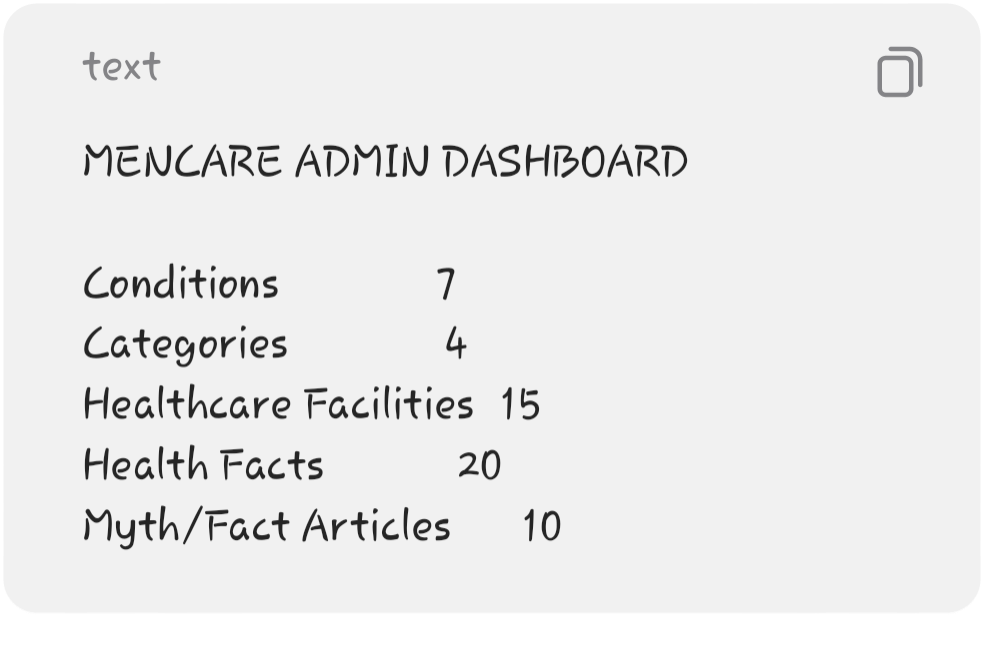 text
MENCARE ADMIN DASHBOARD
Conditions 7
Categories 4
Healthcare Facilities 15
Health Facts 20
Myth/Fact Articles 10